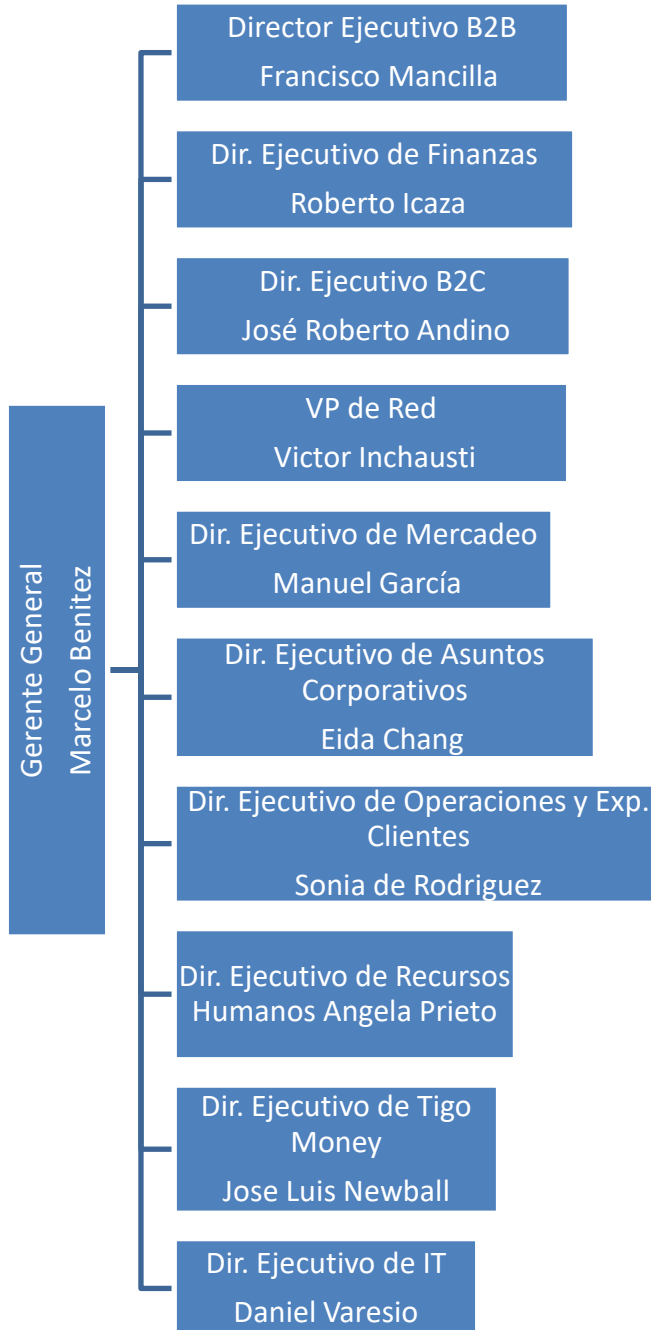 Director Ejecutivo B2B
Francisco Mancilla
Dir. Ejecutivo de Finanzas
Roberto Icaza
Dir. Ejecutivo B2C
José Roberto Andino
VP de Red
Victor Inchausti
Gerente General
Marcelo Benitez
Dir. Ejecutivo de Mercadeo
Manuel García
Dir. Ejecutivo de Asuntos
Corporativos
Eida Chang
Dir. Ejecutivo de Operaciones y Exp.
Clientes
Sonia de Rodriguez
Dir. Ejecutivo de Recursos
Humanos Angela Prieto
Dir. Ejecutivo de Tigo
Money
Jose Luis Newball
Dir. Ejecutivo de IT
Daniel Varesio